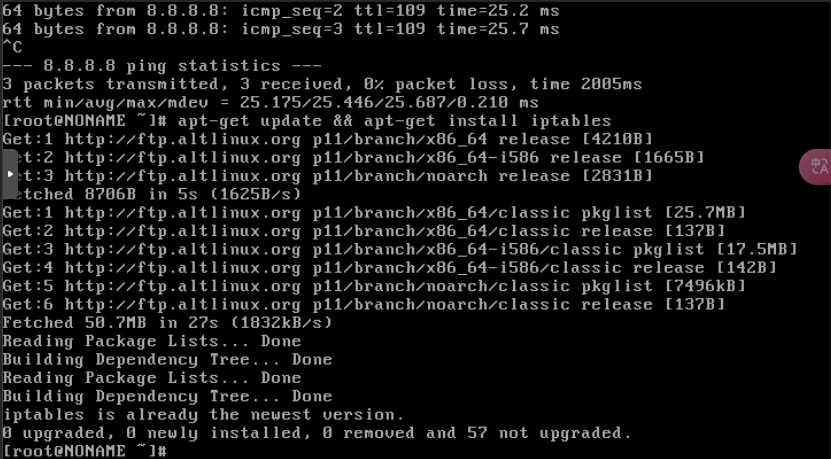 64 bytes from 8.8.8.8: icmp_seq=2 ttl=109 time=25.2 ms
64 bytes from 8.8.8.8: icmp_seq=3 ttl=109 time=25.7 ms
^C
--- 8.8.8.8 ping statistics ---
3 packets transmitted, 3 received, 0% packet loss, time 2005ms
rtt min/avg/max/mdev = 25.175/25.446/25.687/0.210 ms
[root@NONAME ~]# apt-get update && apt-get install iptables
Get:1 http://ftp.altlinux.org p11/branch/x86_64 release [4210B]
et:2 http://ftp.altlinux.org p11/branch/x86_64-i586 release [1665B]
et:3 http://ftp.altlinux.org p11/branch/noarch release [2831B]
etched 8706B in 5s (1625B/s)
Get:1 http://ftp.altlinux.org p11/branch/x86_64/classic pkglist [25.7MB]
Get:2 http://ftp.altlinux.org p11/branch/x86_64/classic release [137B]
Get:3 http://ftp.altlinux.org p11/branch/x86_64-i586/classic pkglist [17.5MB]
Get:4 http://ftp.altlinux.org p11/branch/x86_64-i586/classic release [142B]
Get:5 http://ftp.altlinux.org p11/branch/noarch/classic pkglist [7496kB]
Get:6 http://ftp.altlinux.org p11/branch/noarch/classic release [137B]
Fetched 50.7MB in 27s (1832kB/s)
Reading Package Lists... Done
Building Dependency Tree... Done
Reading Package Lists... Done
Building Dependency Tree... Done
iptables is already the newest version.
0 upgraded, 0 newly installed, 0 removed and 57 not upgraded.
[root@NONAME ~]#